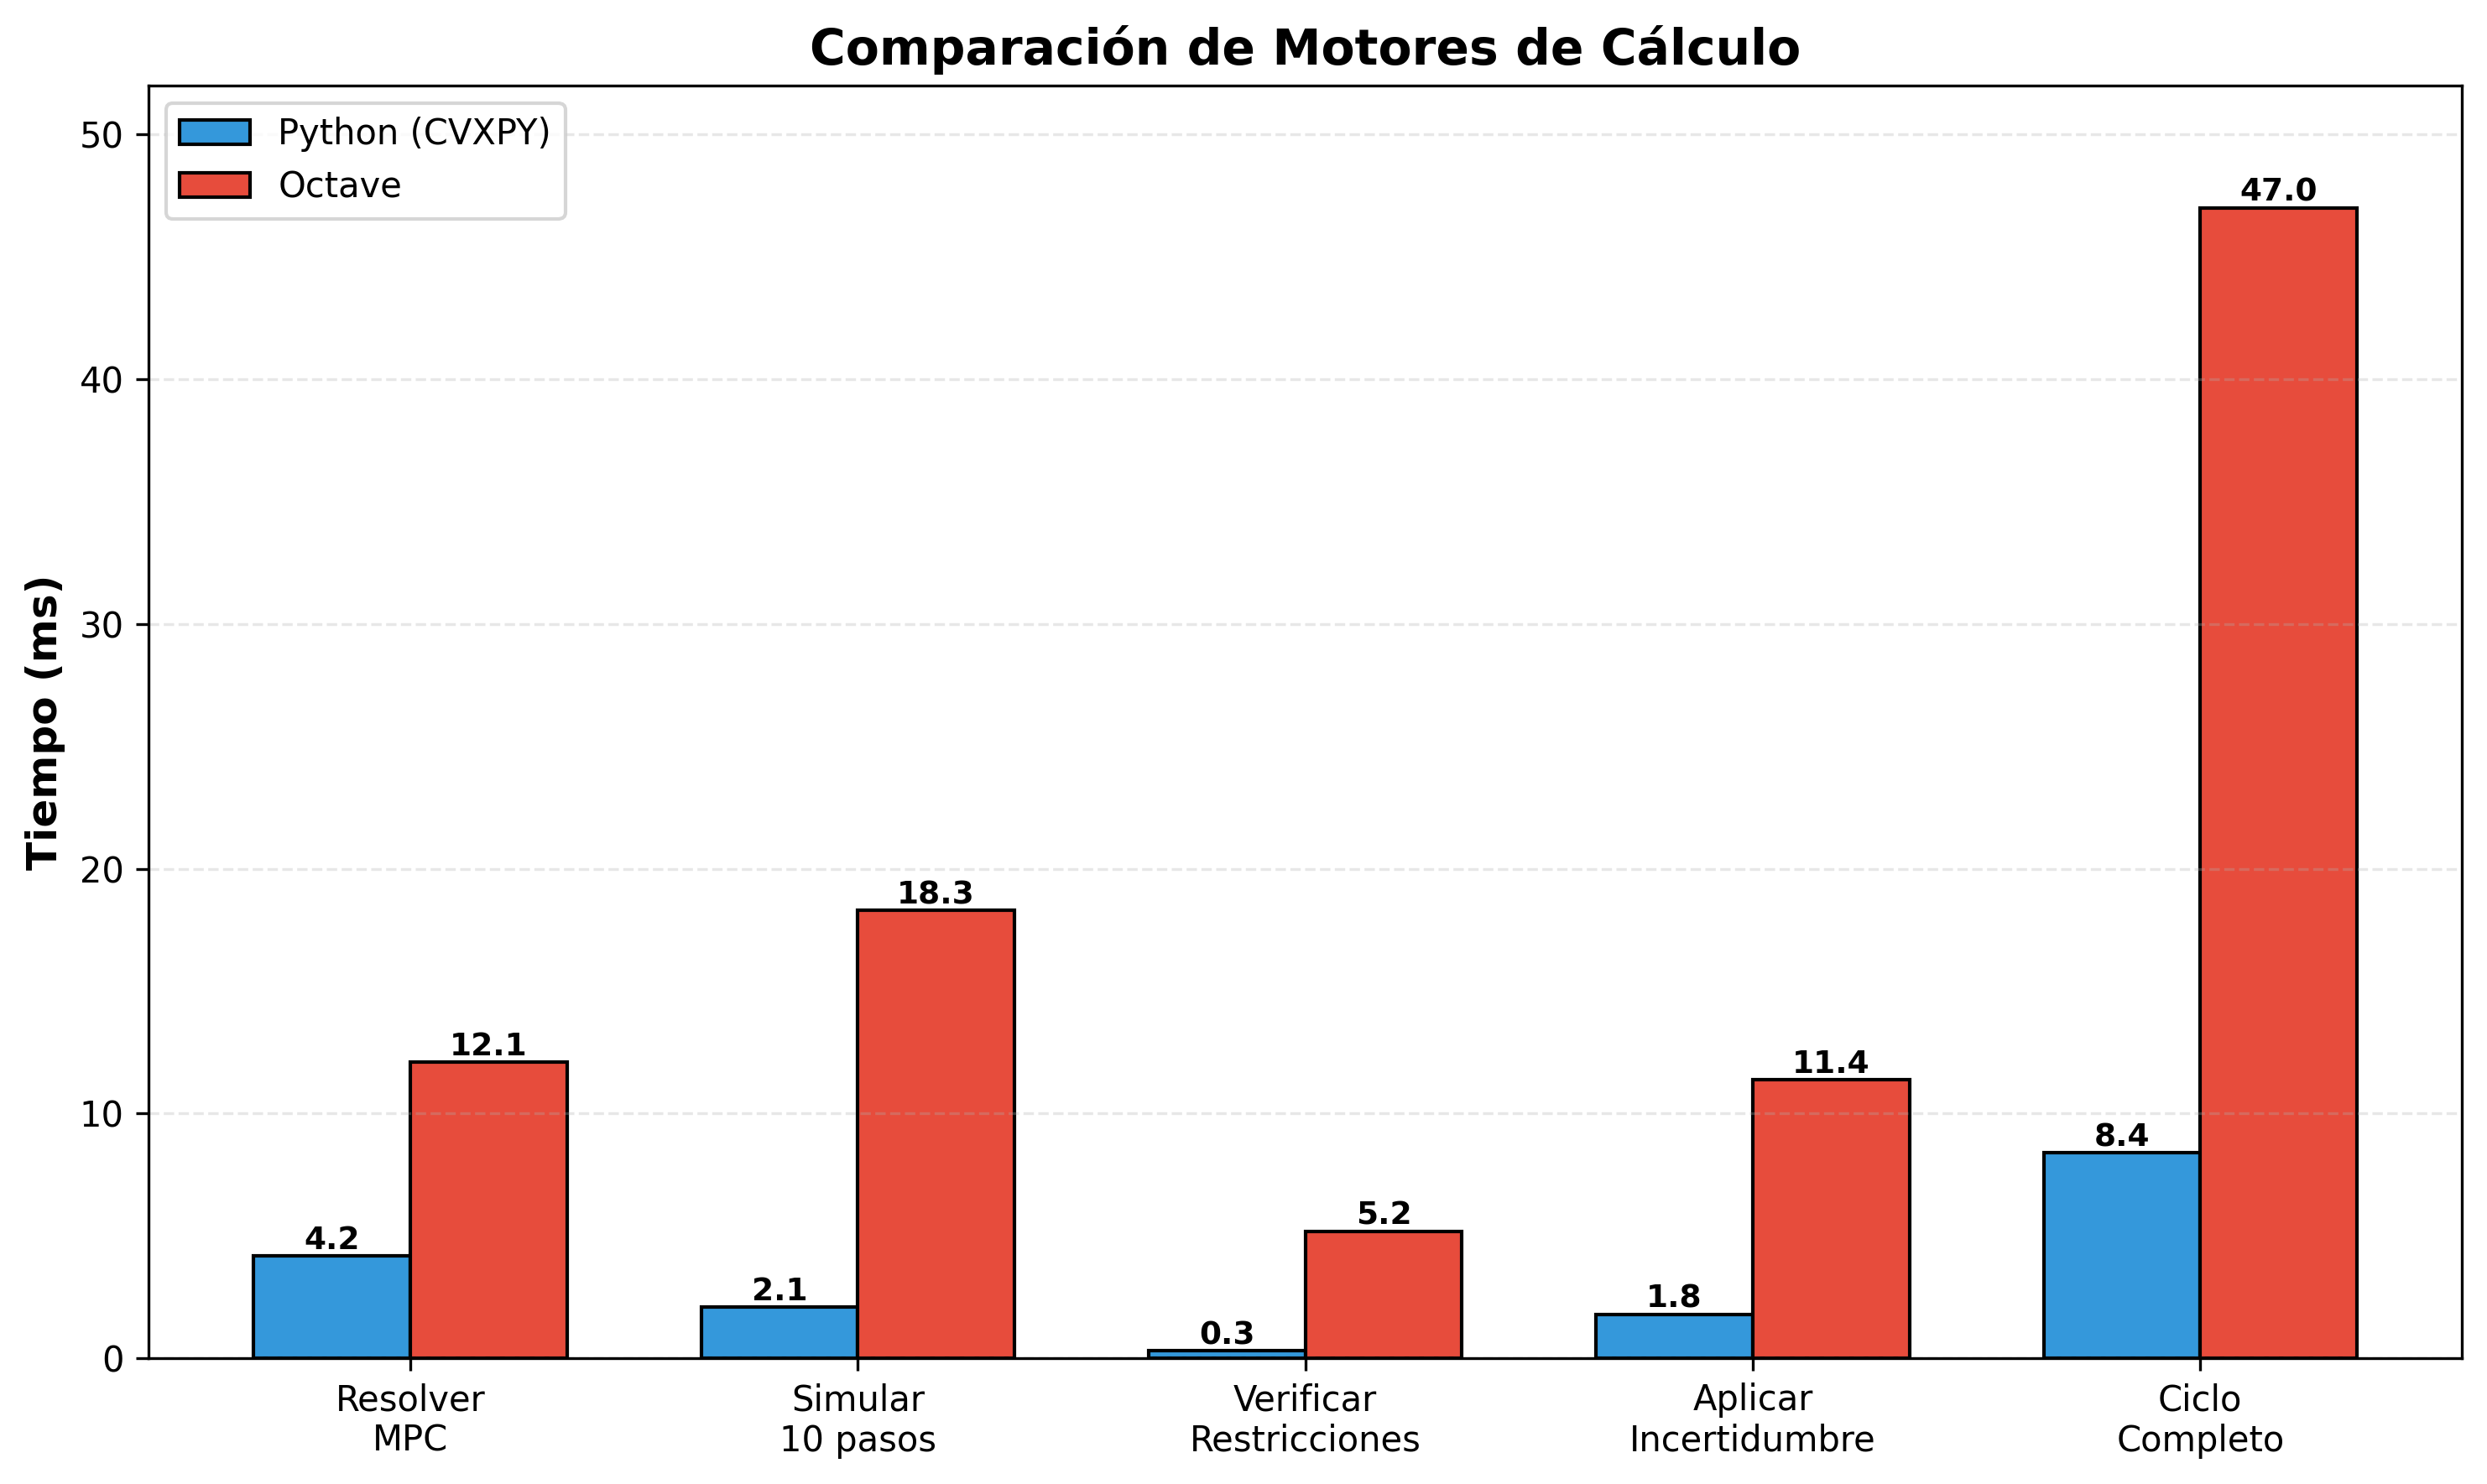 Comparación de Motores de Cálculo
Python (CVXPY)
Octave
Tiempo (ms)
50
40
30
20
10
0
4.2
12.1
2.1
18.3
0.3
5.2
1.8
11.4
8.4
47.0
Resolver
MPC
Simular
10 pasos
Verificar
Restricciones
Aplicar
Incertidumbre
Ciclo
Completo